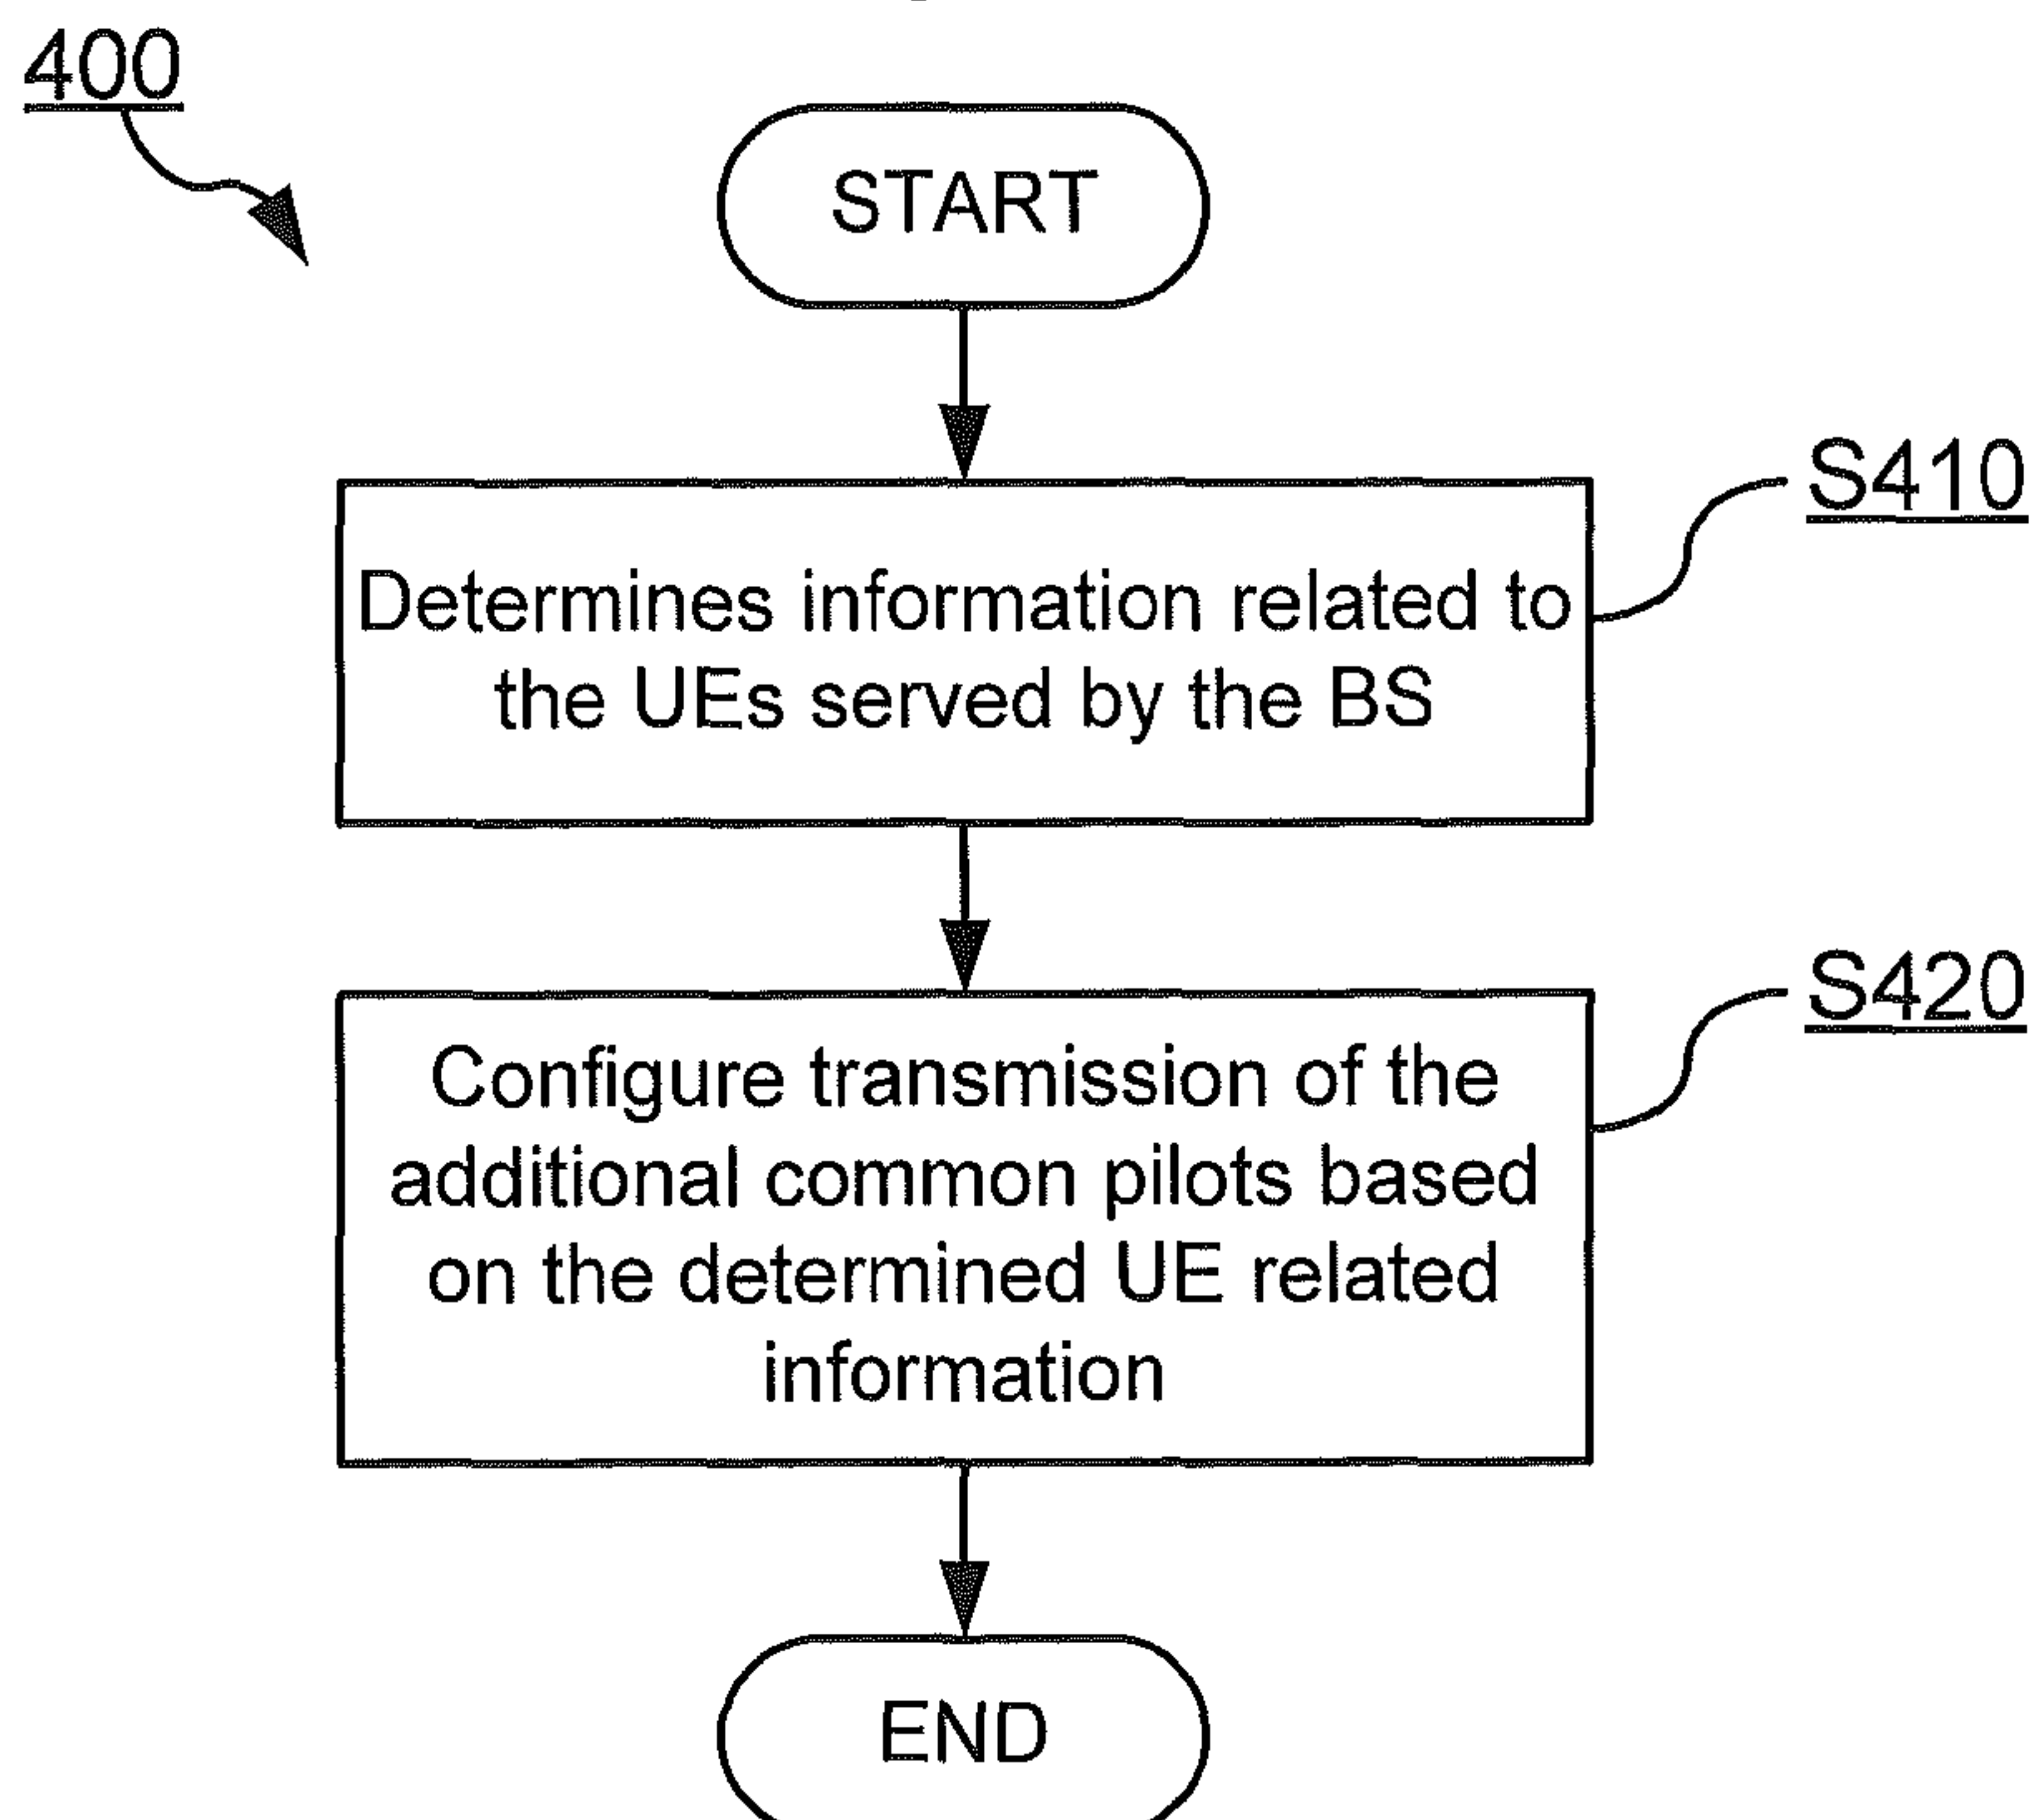 400
START
S410
Determines information related to
the UEs served by the BS
S420
Configure transmission of the
additional common pilots based
on the determined UE related
information
END